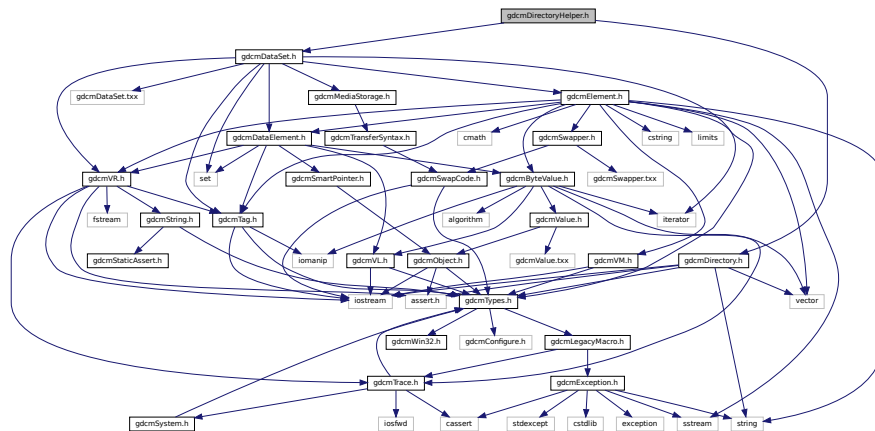 gdcmDirectoryHelper.h
gdcmDataSet.h
gdcmDataSet.txx
gdcmMediaStorage.h
gdcmElement.h
gdcmDataElement.h
gdcmTransferSyntax.h
cmath
gdcmSwapper.h
cstring
limits
gdcmVR.h
set
gdcmSmartPointer.h
gdcmSwapCode.h
gdcmByteValue.h
gdcmSwapper.txx
fstream
gdcmString.h
gdcmTag.h
algorithm
gdcmValue.h
iterator
gdcmStaticAssert.h
iomanip
gdcmVL.h
gdcmObject.h
gdcmValue.txx
gdcmVM.h
gdcmDirectory.h
iostream
assert.h
gdcmTypes.h
vector
gdcmWin32.h
gdcmConfigure.h
gdcmLegacyMacro.h
gdcmTrace.h
gdcmException.h
gdcmSystem.h
iosfwd
cassert
stdexcept
cstdlib
exception
sstream
string